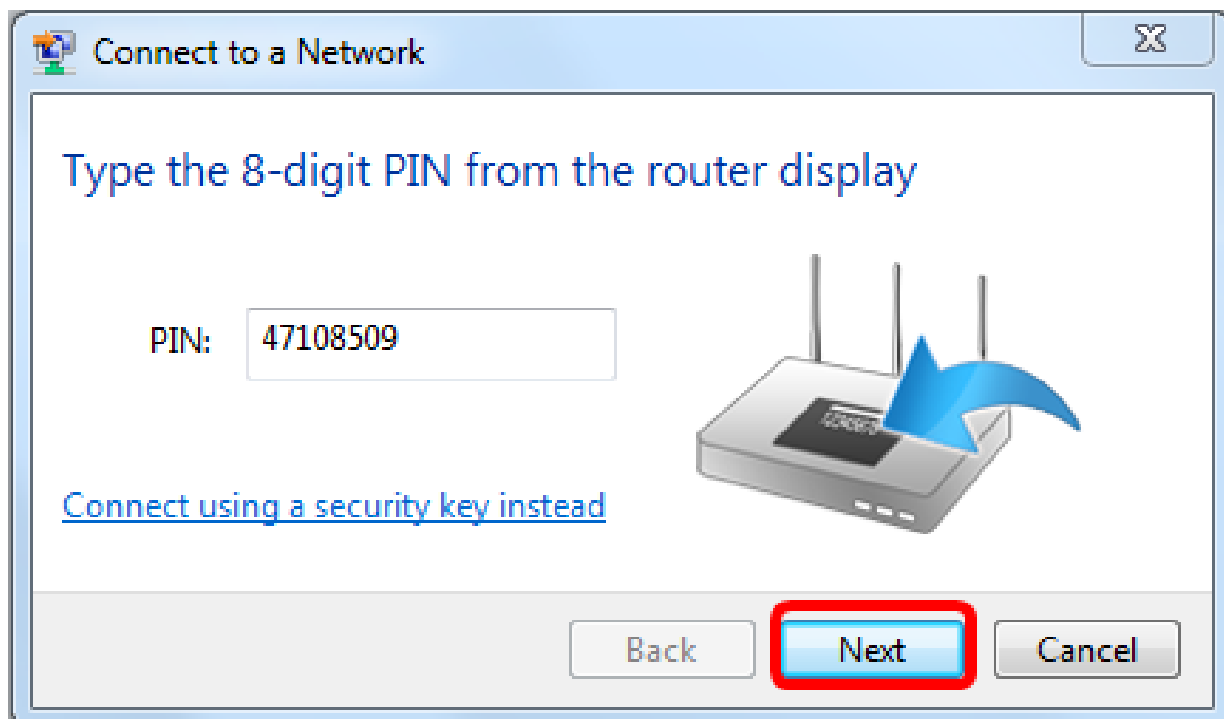 Connect to a Network
Type the 8-digit PIN from the router display
PIN: 47108509
Connect using a security key instead
Back Next Cancel